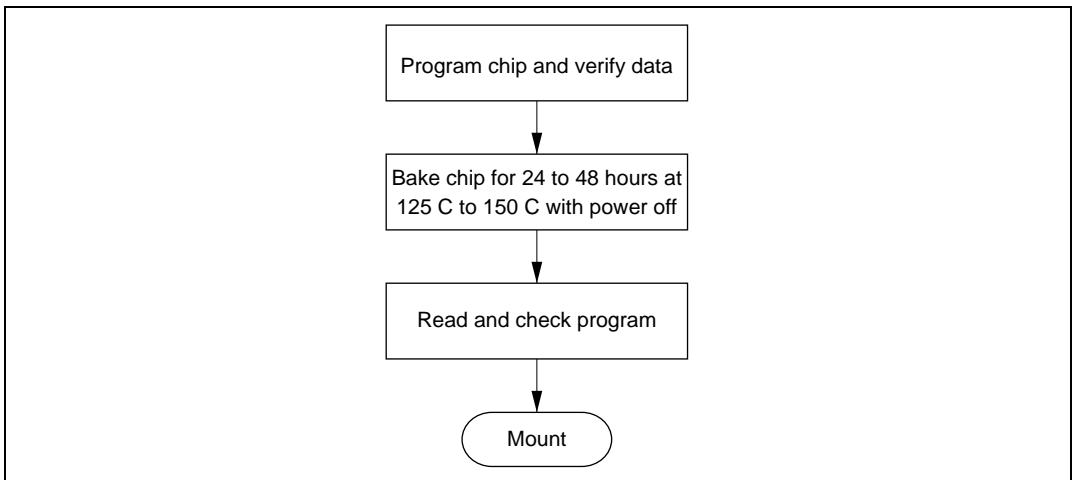 Program chip and verify data
Bake chip for 24 to 48 hours at
125 C to 150 C with power off
Read and check program
Mount